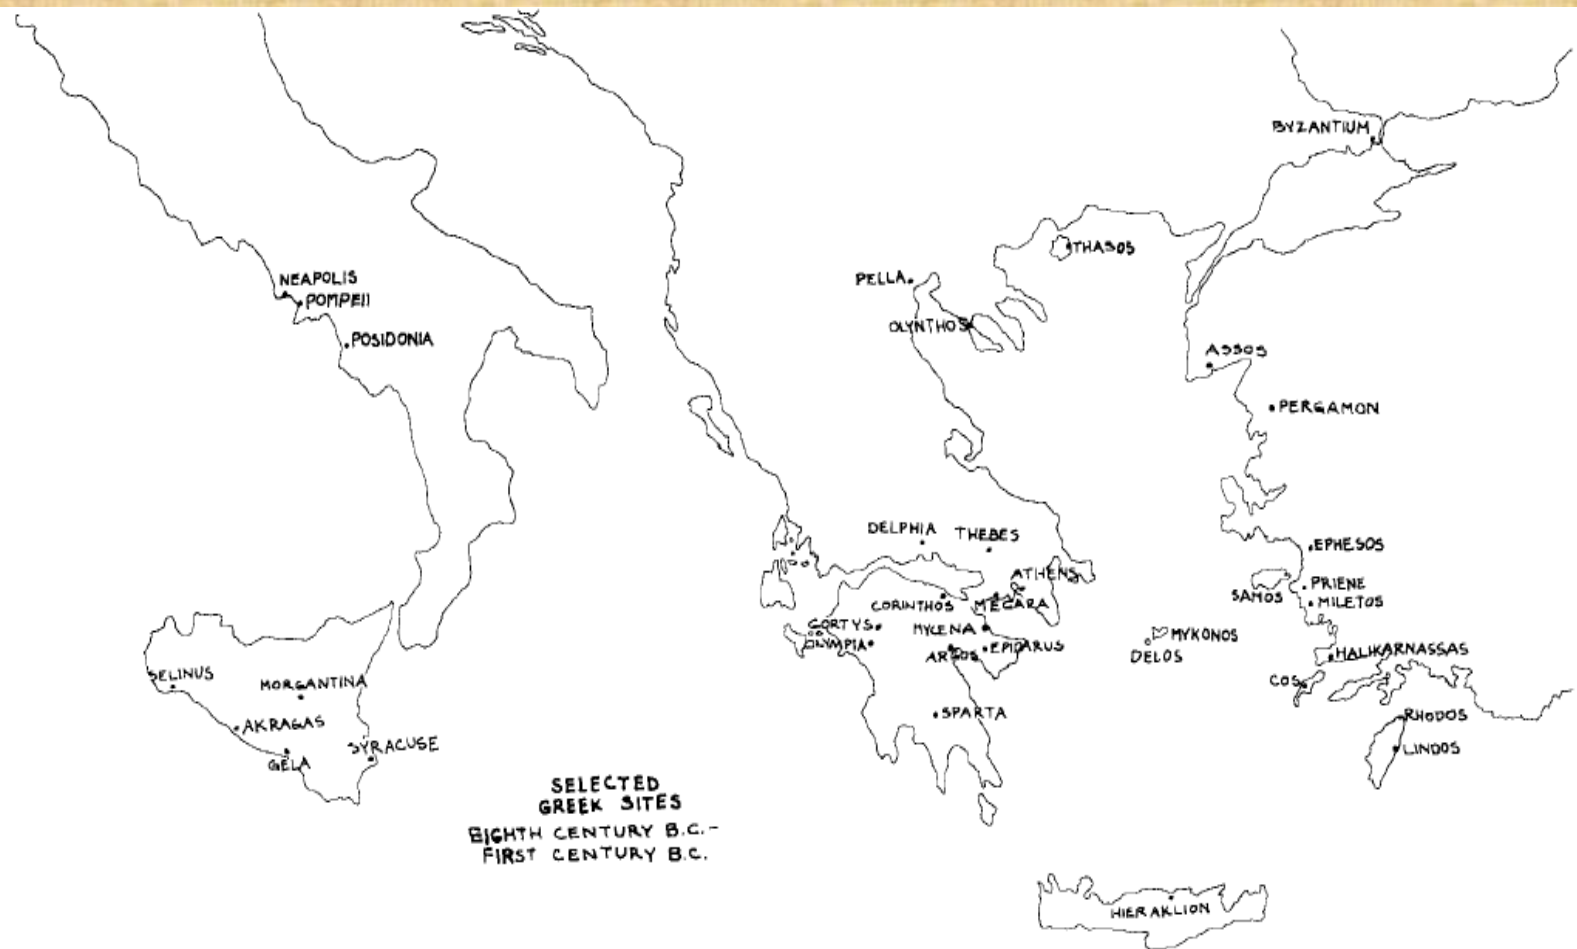 BYZANTIUM
THASOS
NEAPOLIS
PELLA
POMPEII
OLYNTHOS
POSIDONIA
ASSOS
PERGAMON
DELPHIA
THEBES
EPHESOS
ATHENS
PRIENE
SAMOS
CORINTHOS
MEGARA
MILETOS
GORTYS
MYCENA
MYKONOS
OLYMPIA
ARGOS
EPIDARUS
DELOS
HALIKARNASSAS
SELINUS
MORGANTINA
COS
SPARTA
RHODOS
AKRAGAS
SYRACUSE
LINDOS
GELA
SELECTED
GREEK SITES
EIGHTH CENTURY B.C. -
FIRST CENTURY B.C.
HIERAKLION